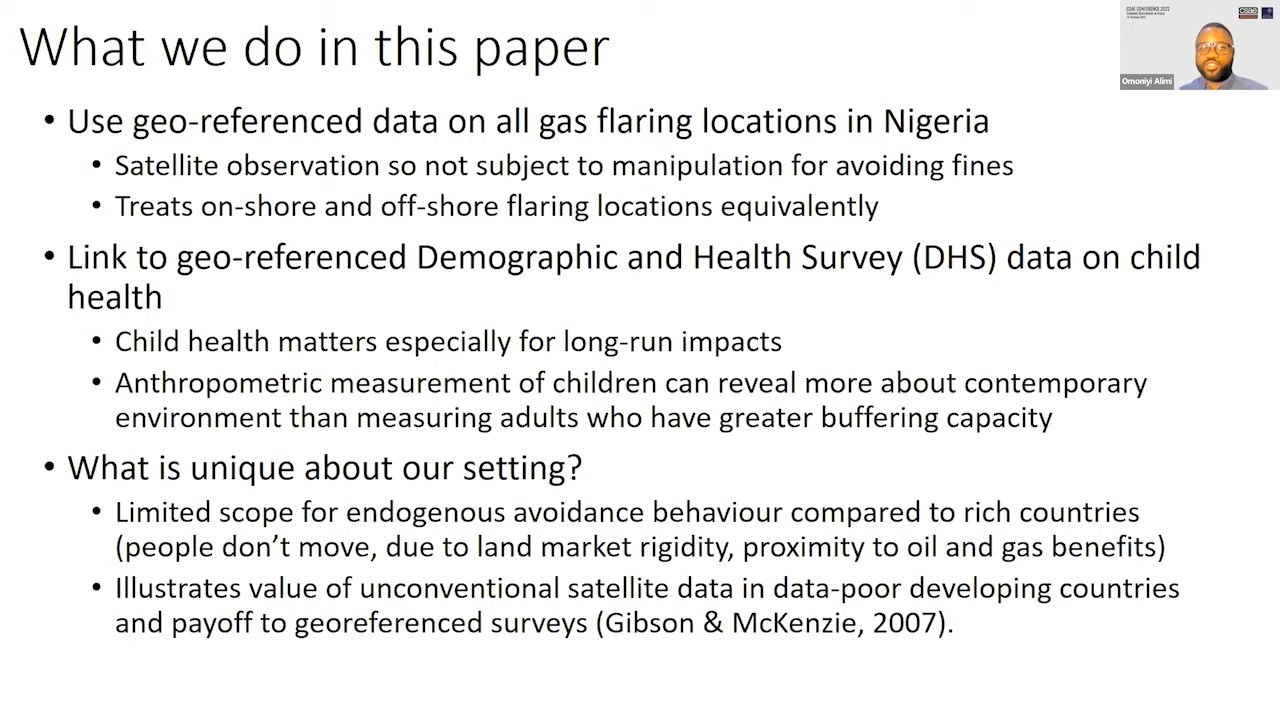 What we do in this paper
CSAE CONFERENCE 2022
csae
Omoniyi Alimi
• Use geo-referenced data on all gas flaring locations in Nigeria
• Satellite observation so not subject to manipulation for avoiding fines
• Treats on-shore and off-shore flaring locations equivalently
• Link to geo-referenced Demographic and Health Survey (DHS) data on child
health
• Child health matters especially for long-run impacts
• Anthropometric measurement of children can reveal more about contemporary
environment than measuring adults who have greater buffering capacity
• What is unique about our setting?
• Limited scope for endogenous avoidance behaviour compared to rich countries
(people don't move, due to land market rigidity, proximity to oil and gas benefits)
• Illustrates value of unconventional satellite data in data-poor developing countries
and payoff to georeferenced surveys (Gibson & McKenzie, 2007).